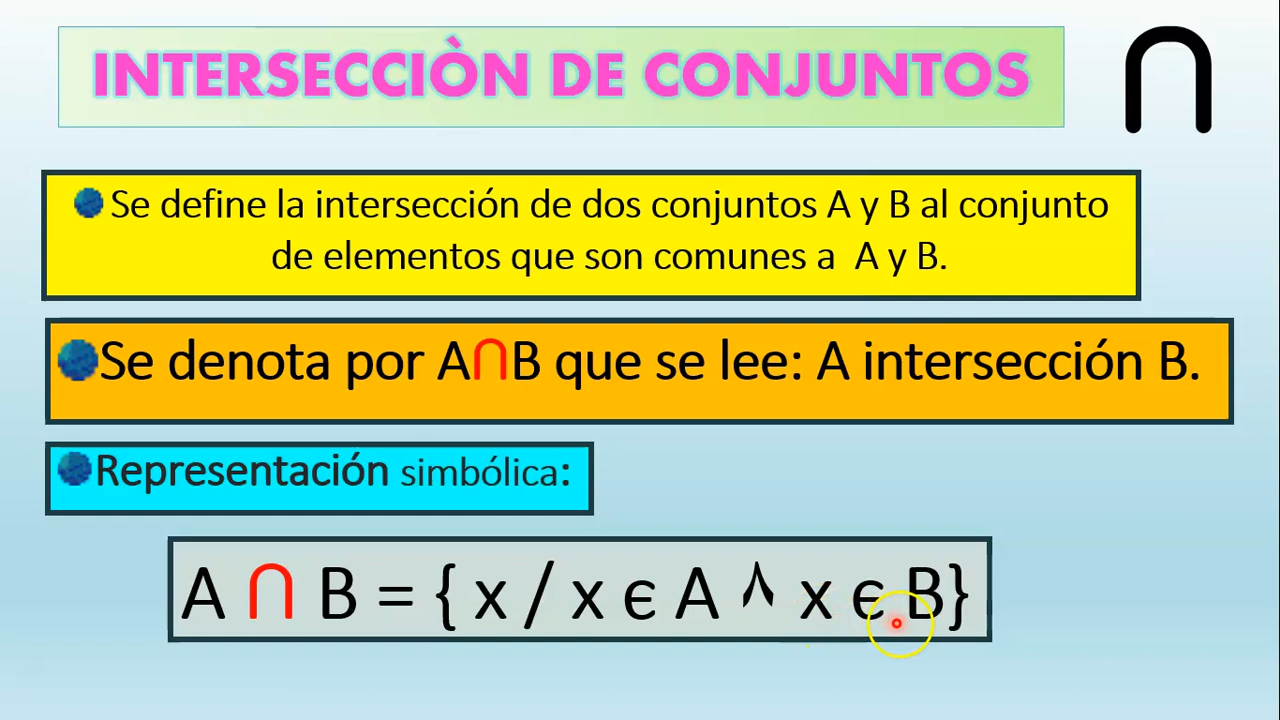 INTERSECCIÒN DE CONJUNTOS
∩
Se define la intersección de dos conjuntos A y B al conjunto
de elementos que son comunes a A y B.
Se denota por A∩B que se lee: A intersección B.
Representación simbólica:
A ∩ B = { x / x є A ٨ x є B}